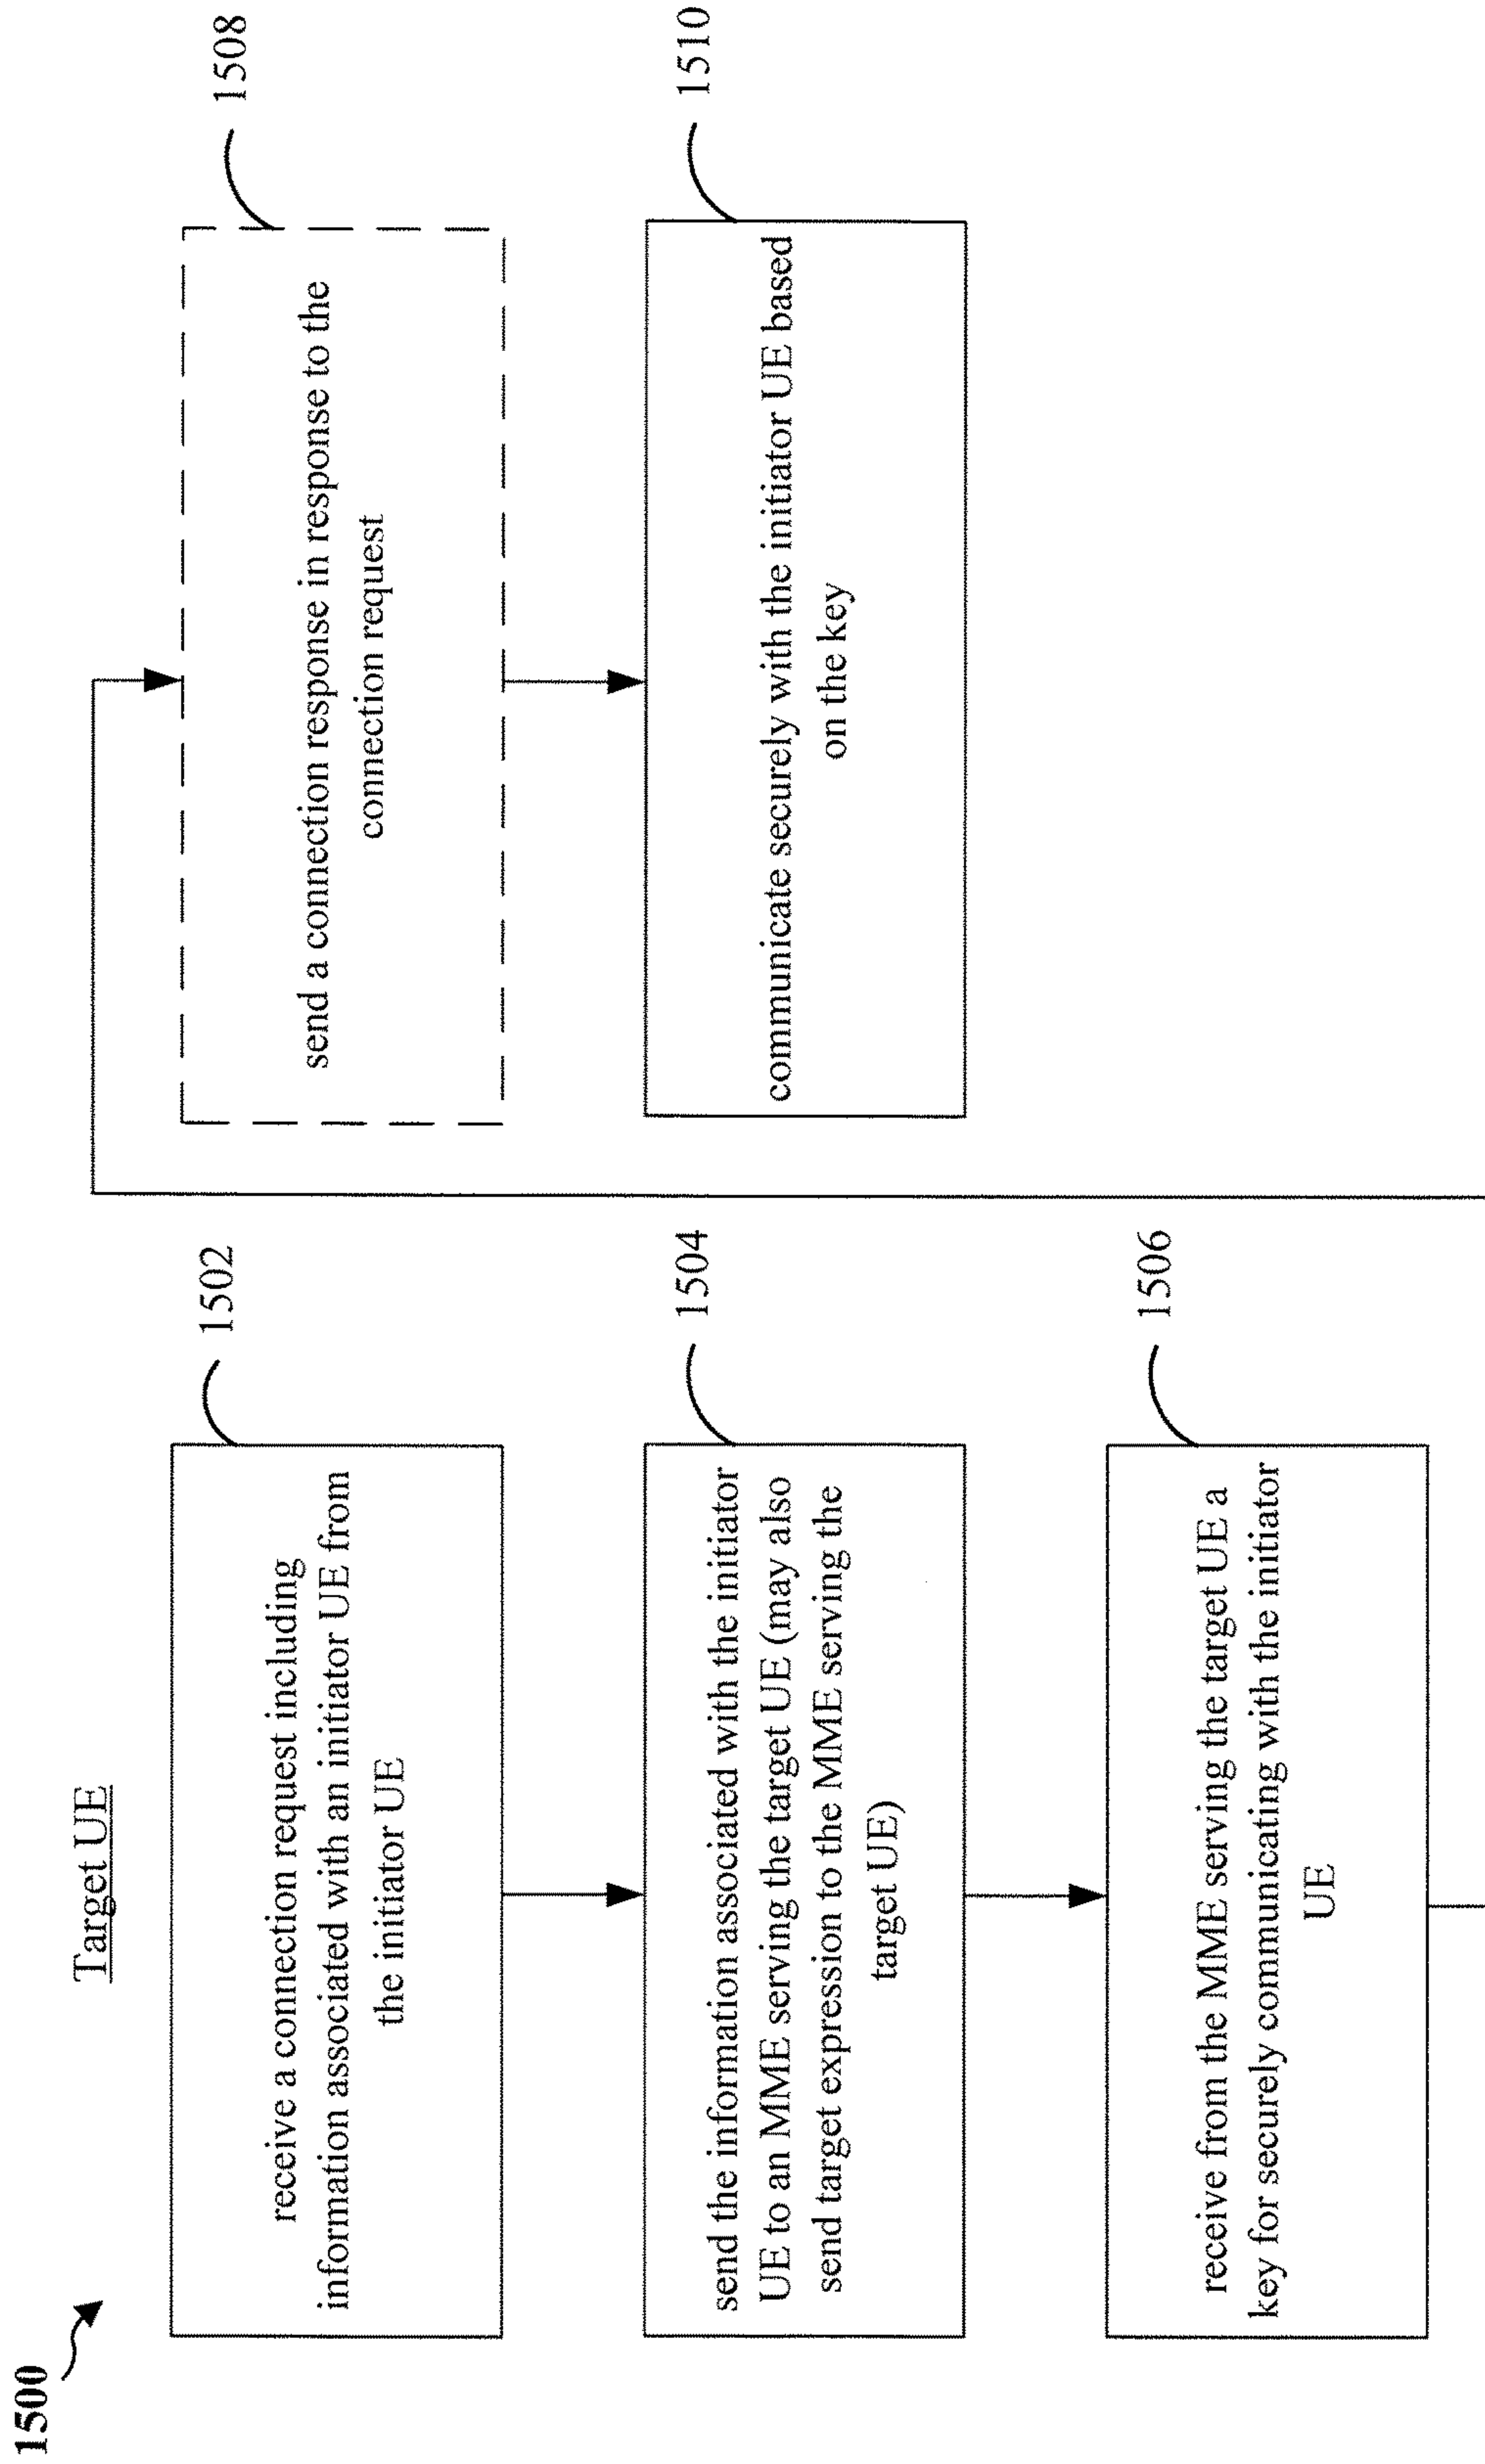 1500
Target UE
1502
receive a connection request including
information associated with an initiator UE from
the initiator UE
1504
send the information associated with the initiator
UE to an MME serving the target UE (may also
send target expression to the MME serving the
target UE)
1506
receive from the MME serving the target UE a
key for securely communicating with the initiator
UE
1508
send a connection response in response to the
connection request
1510
communicate securely with the initiator UE based
on the key